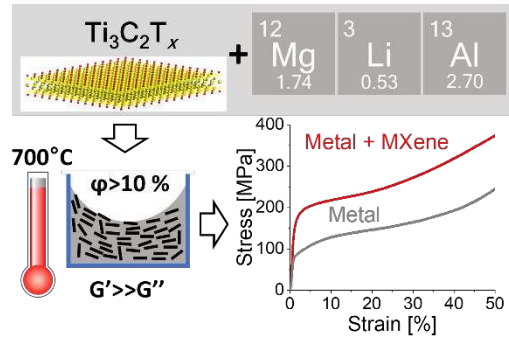 Ti₃C₂Tₓ
+
12
Mg
1.74
3
Li
0.53
13
Al
2.70
700°C
φ>10 %
G'>>G''
400
300
200
100
0
Stress [MPa]
Metal + MXene
Metal
0 10 20 30 40 50
Strain [%]